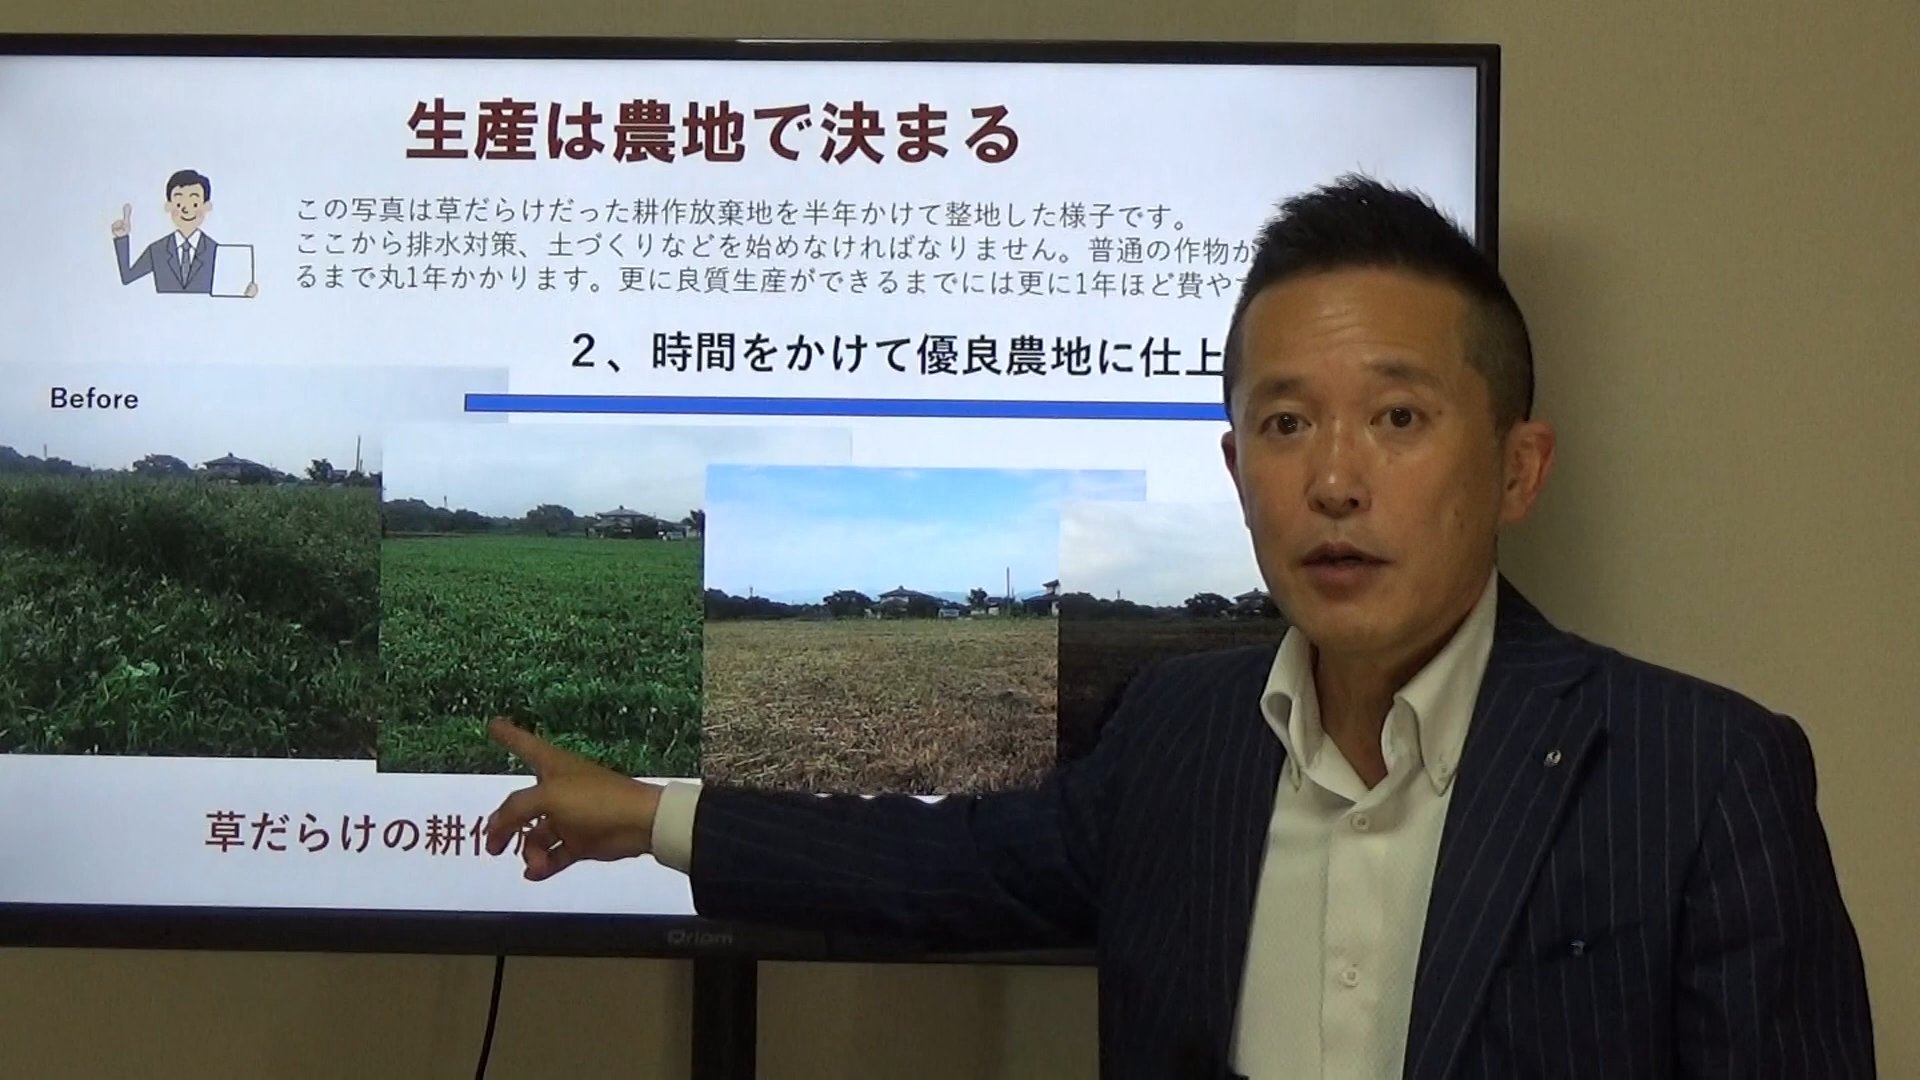 生産は農地で決まる
この写真は草だらけだった耕作放棄地を半年かけて整地した様子です。
ここから排水対策、土づくりなどを始めなければなりません。普通の作物が
るまで丸1年かかります。更に良質生産ができるまでには更に1年ほど費や
２、時間をかけて優良農地に仕上
Before
草だらけの耕作放
Qriom